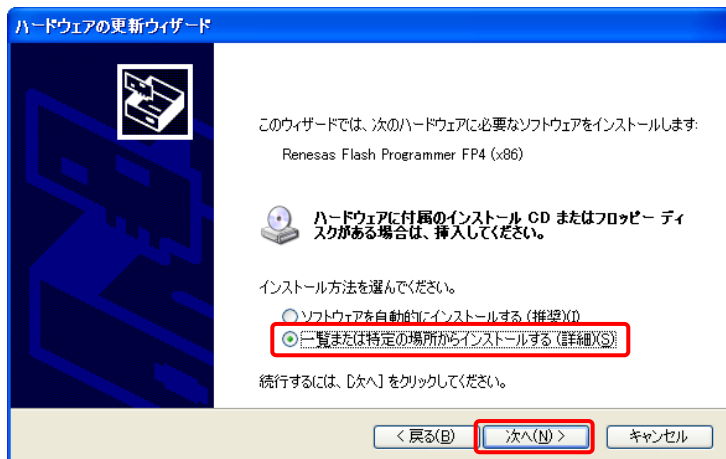 ハードウェアの更新ウィザード
このウィザードでは、次のハードウェアに必要なソフトウェアをインストールします:
Renesas Flash Programmer FP4 (x86)
ハードウェアに付属のインストール CD またはフロッピー ディ
スクがある場合は、挿入してください。
インストール方法を選んでください。
ソフトウェアを自動的にインストールする (推奨)(I)
一覧または特定の場所からインストールする (詳細)(S)
続行するには、[次へ] をクリックしてください。
< 戻る(B)
次へ(N) >
キャンセル